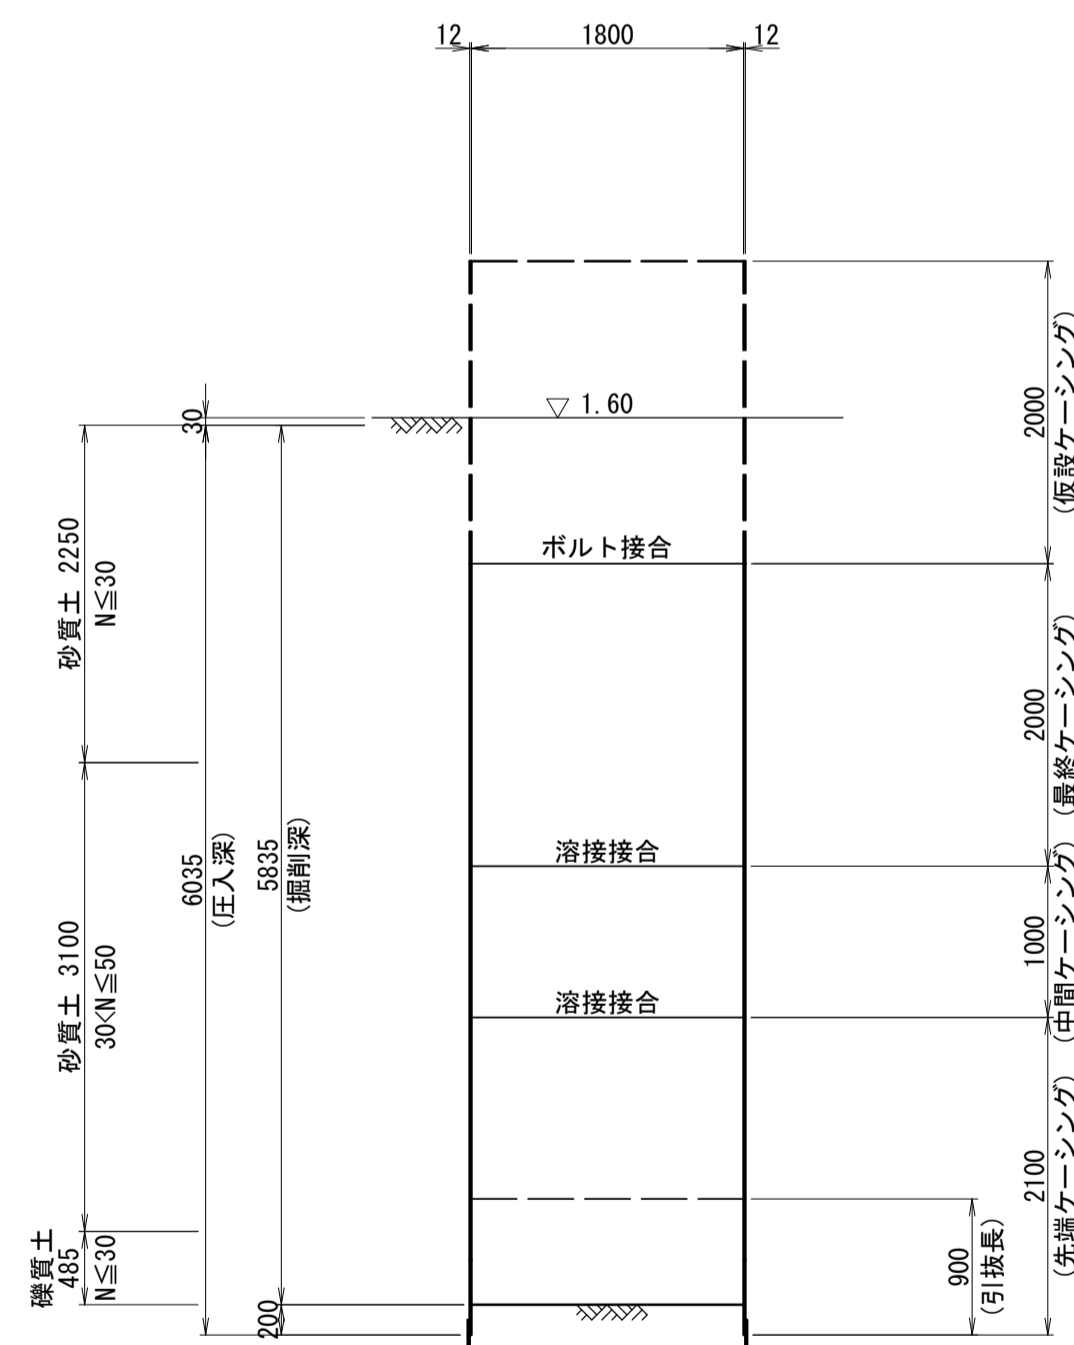 12
1800
12
1.60
30
ボルト接合
溶接接合
溶接接合
砂質土 2250
N≦30
砂質土 3100
30<N≦50
礫質土
485
N≦30
6035
(圧入深)
5835
(掘削深)
200
2000
(仮設ケーシング)
2000
(最終ケーシング)
1000
(中間ケーシング)
2100
(先端ケーシング)
900
(引抜長)